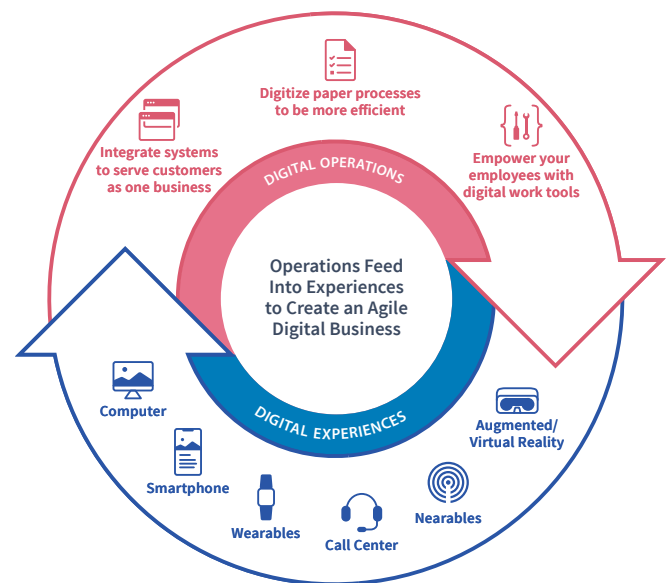 Digitize paper processes
to be more efficient
Integrate systems
to serve customers
as one business
Empower your
employees with
digital work tools
DIGITAL OPERATIONS
Operations Feed
Into Experiences
to Create an Agile
Digital Business
DIGITAL EXPERIENCES
Computer
Smartphone
Wearables
Call Center
Nearables
Augmented/
Virtual Reality